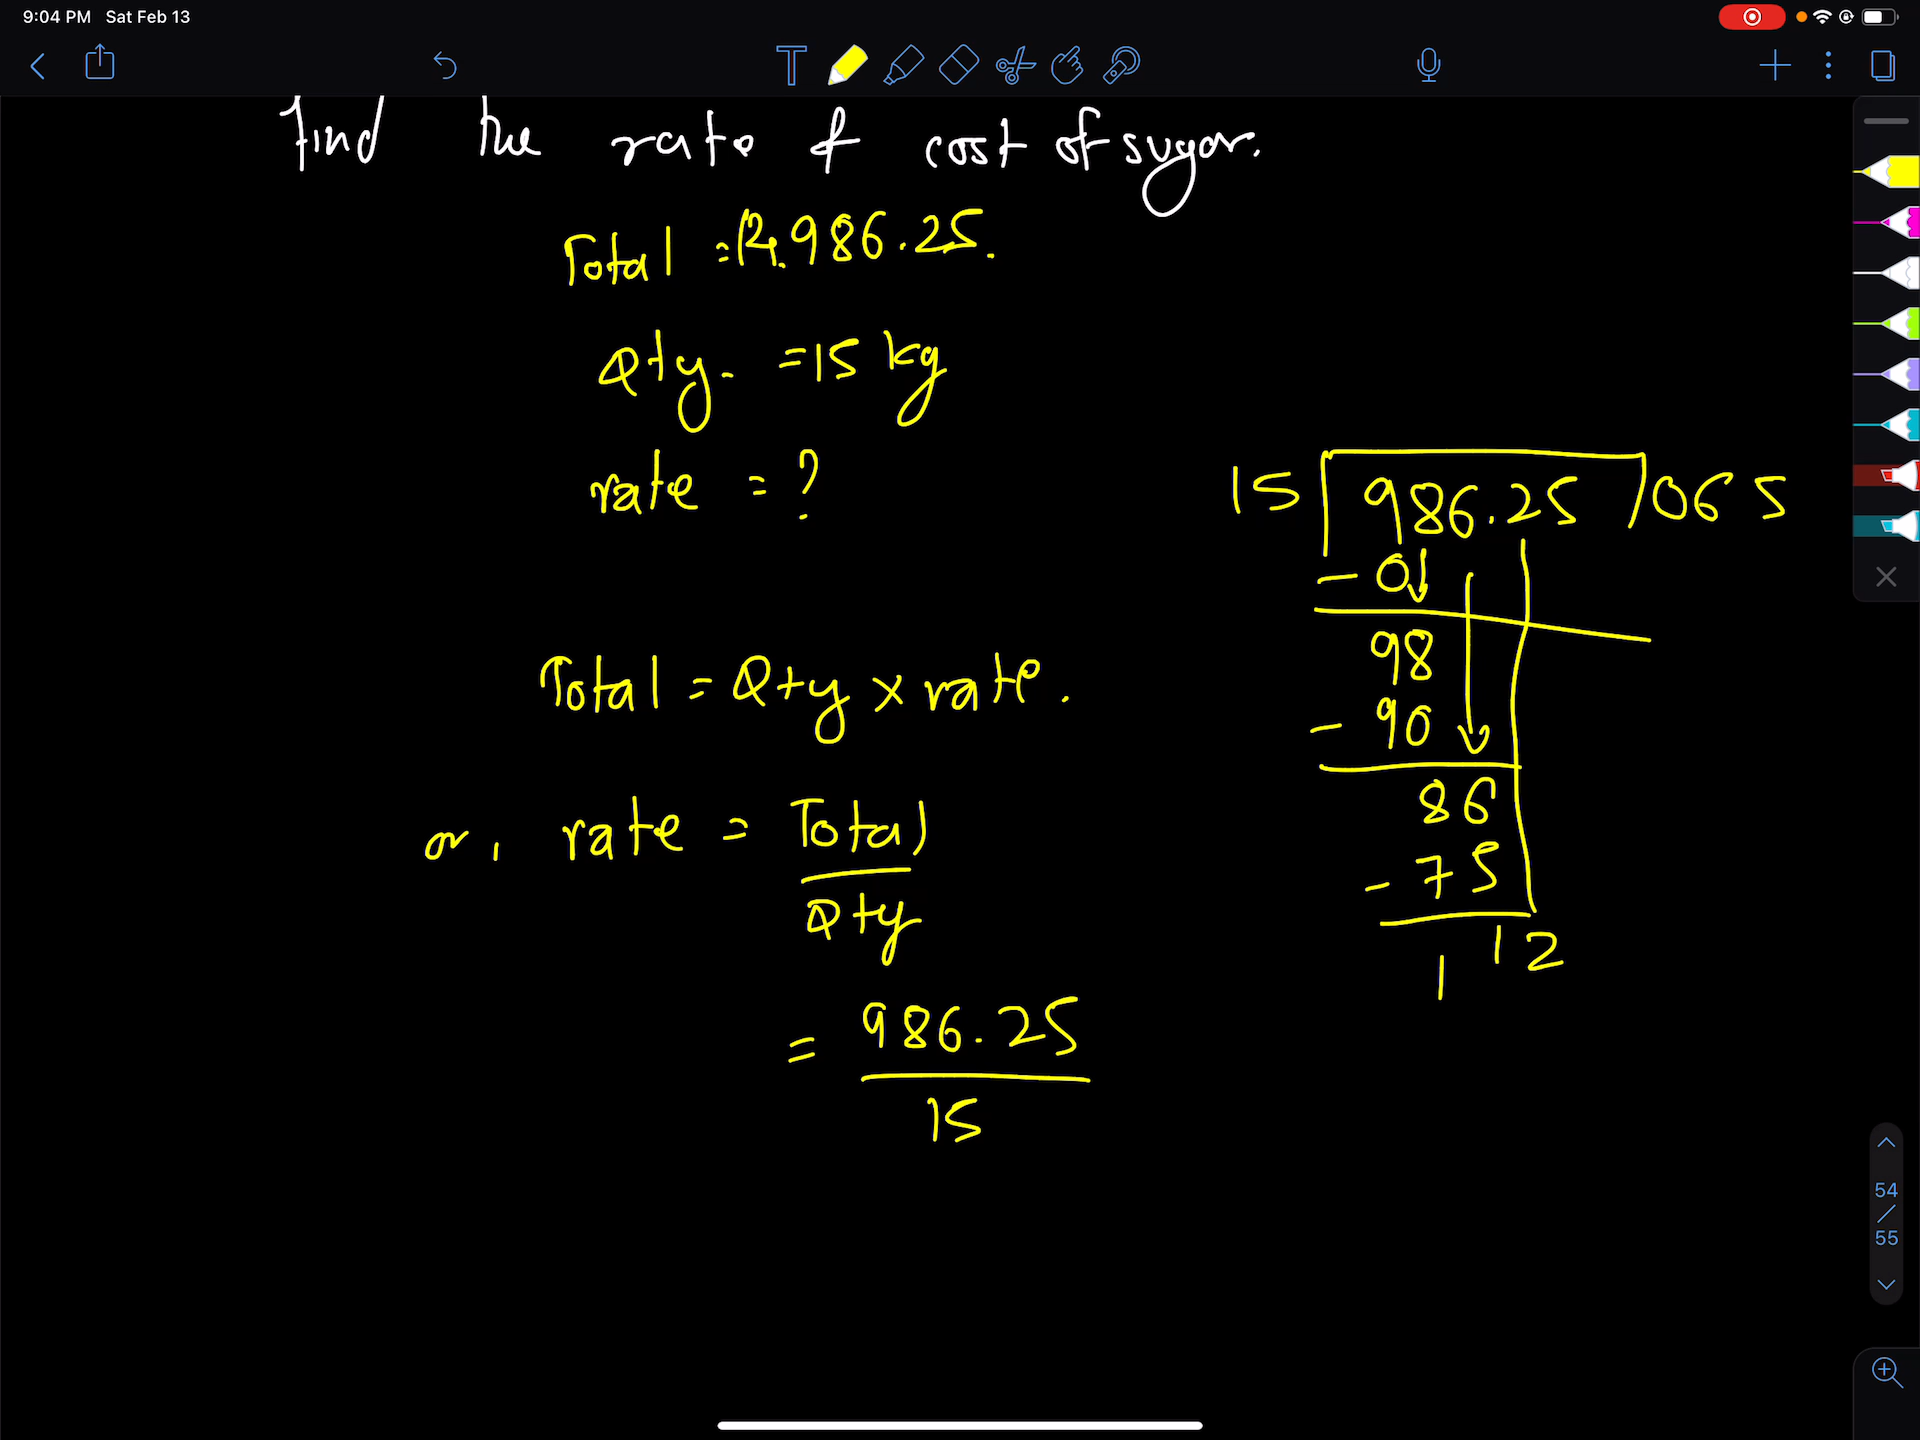 9:04 PM Sat Feb 13
Find the rate & cost of sugar.
Total = R.986.25.
Qty. = 15 kg
rate = ?
Total = Qty x rate.
or, rate = Total
Qty
= 986.25
15
15 986.25 065
- 0
98
- 90
86
- 75
1 12
54
/
55